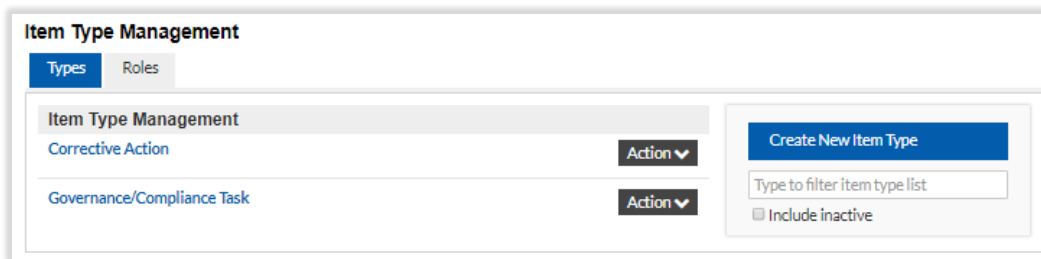 Item Type Management
Types Roles
Item Type Management
Corrective Action Action
Governance/Compliance Task Action
Create New Item Type
Type to filter item type list
Include inactive